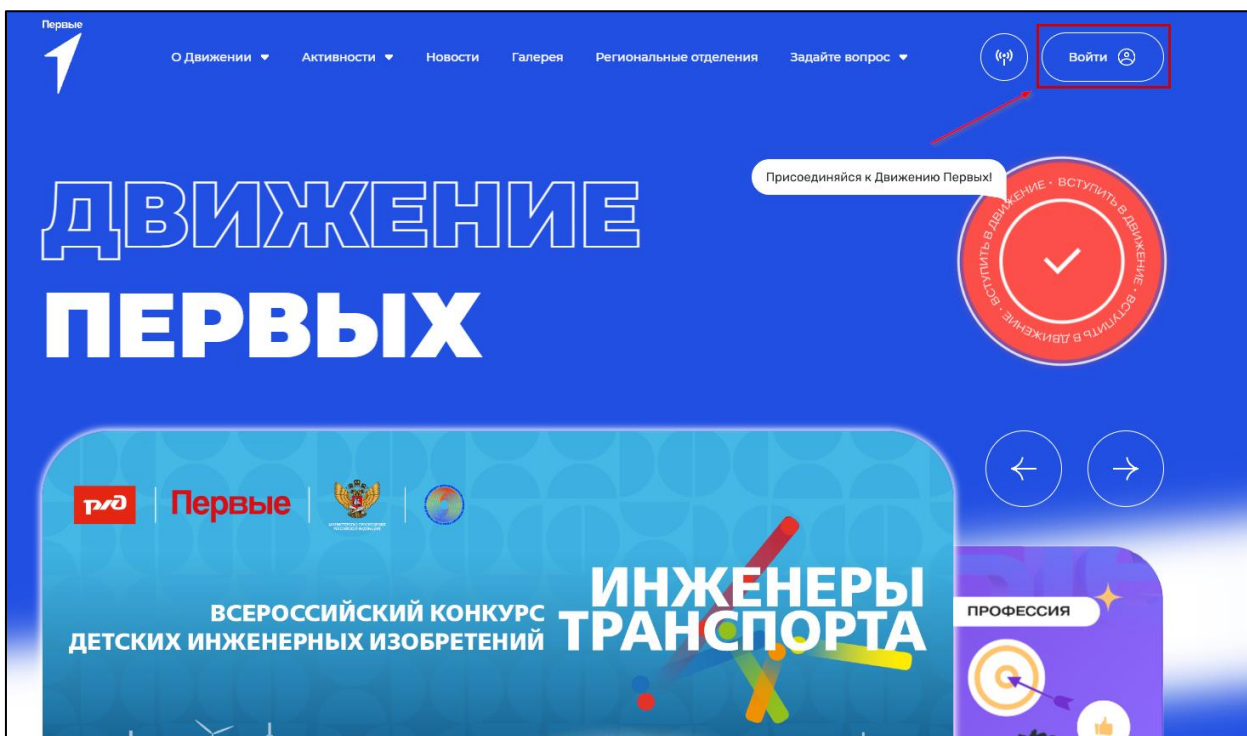 Первые
О Движении
Активности
Новости
Галерея
Региональные отделения
Задайте вопрос
Войти
Присоединяйся к Движению Первых!
ВСТУПИТЬ В ДВИЖЕНИЕ · ВСТУПИТЬ В ДВИЖЕНИЕ · ВСТУПИТЬ В ДВИЖЕНИЕ ·
ДВИЖЕНИЕ
ПЕРВЫХ
ржд
Первые
ВСЕРОССИЙСКИЙ КОНКУРС
ДЕТСКИХ ИНЖЕНЕРНЫХ ИЗОБРЕТЕНИЙ
ИНЖЕНЕРЫ
ТРАНСПОРТА
ПРОФЕССИЯ